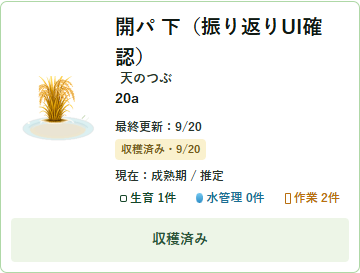 開パ 下（振り返りUI確
認）
天のつぶ
20a
最終更新：9/20
収穫済み・9/20
現在：成熟期 / 推定
生育 1件 水管理 0件 作業 2件
収穫済み